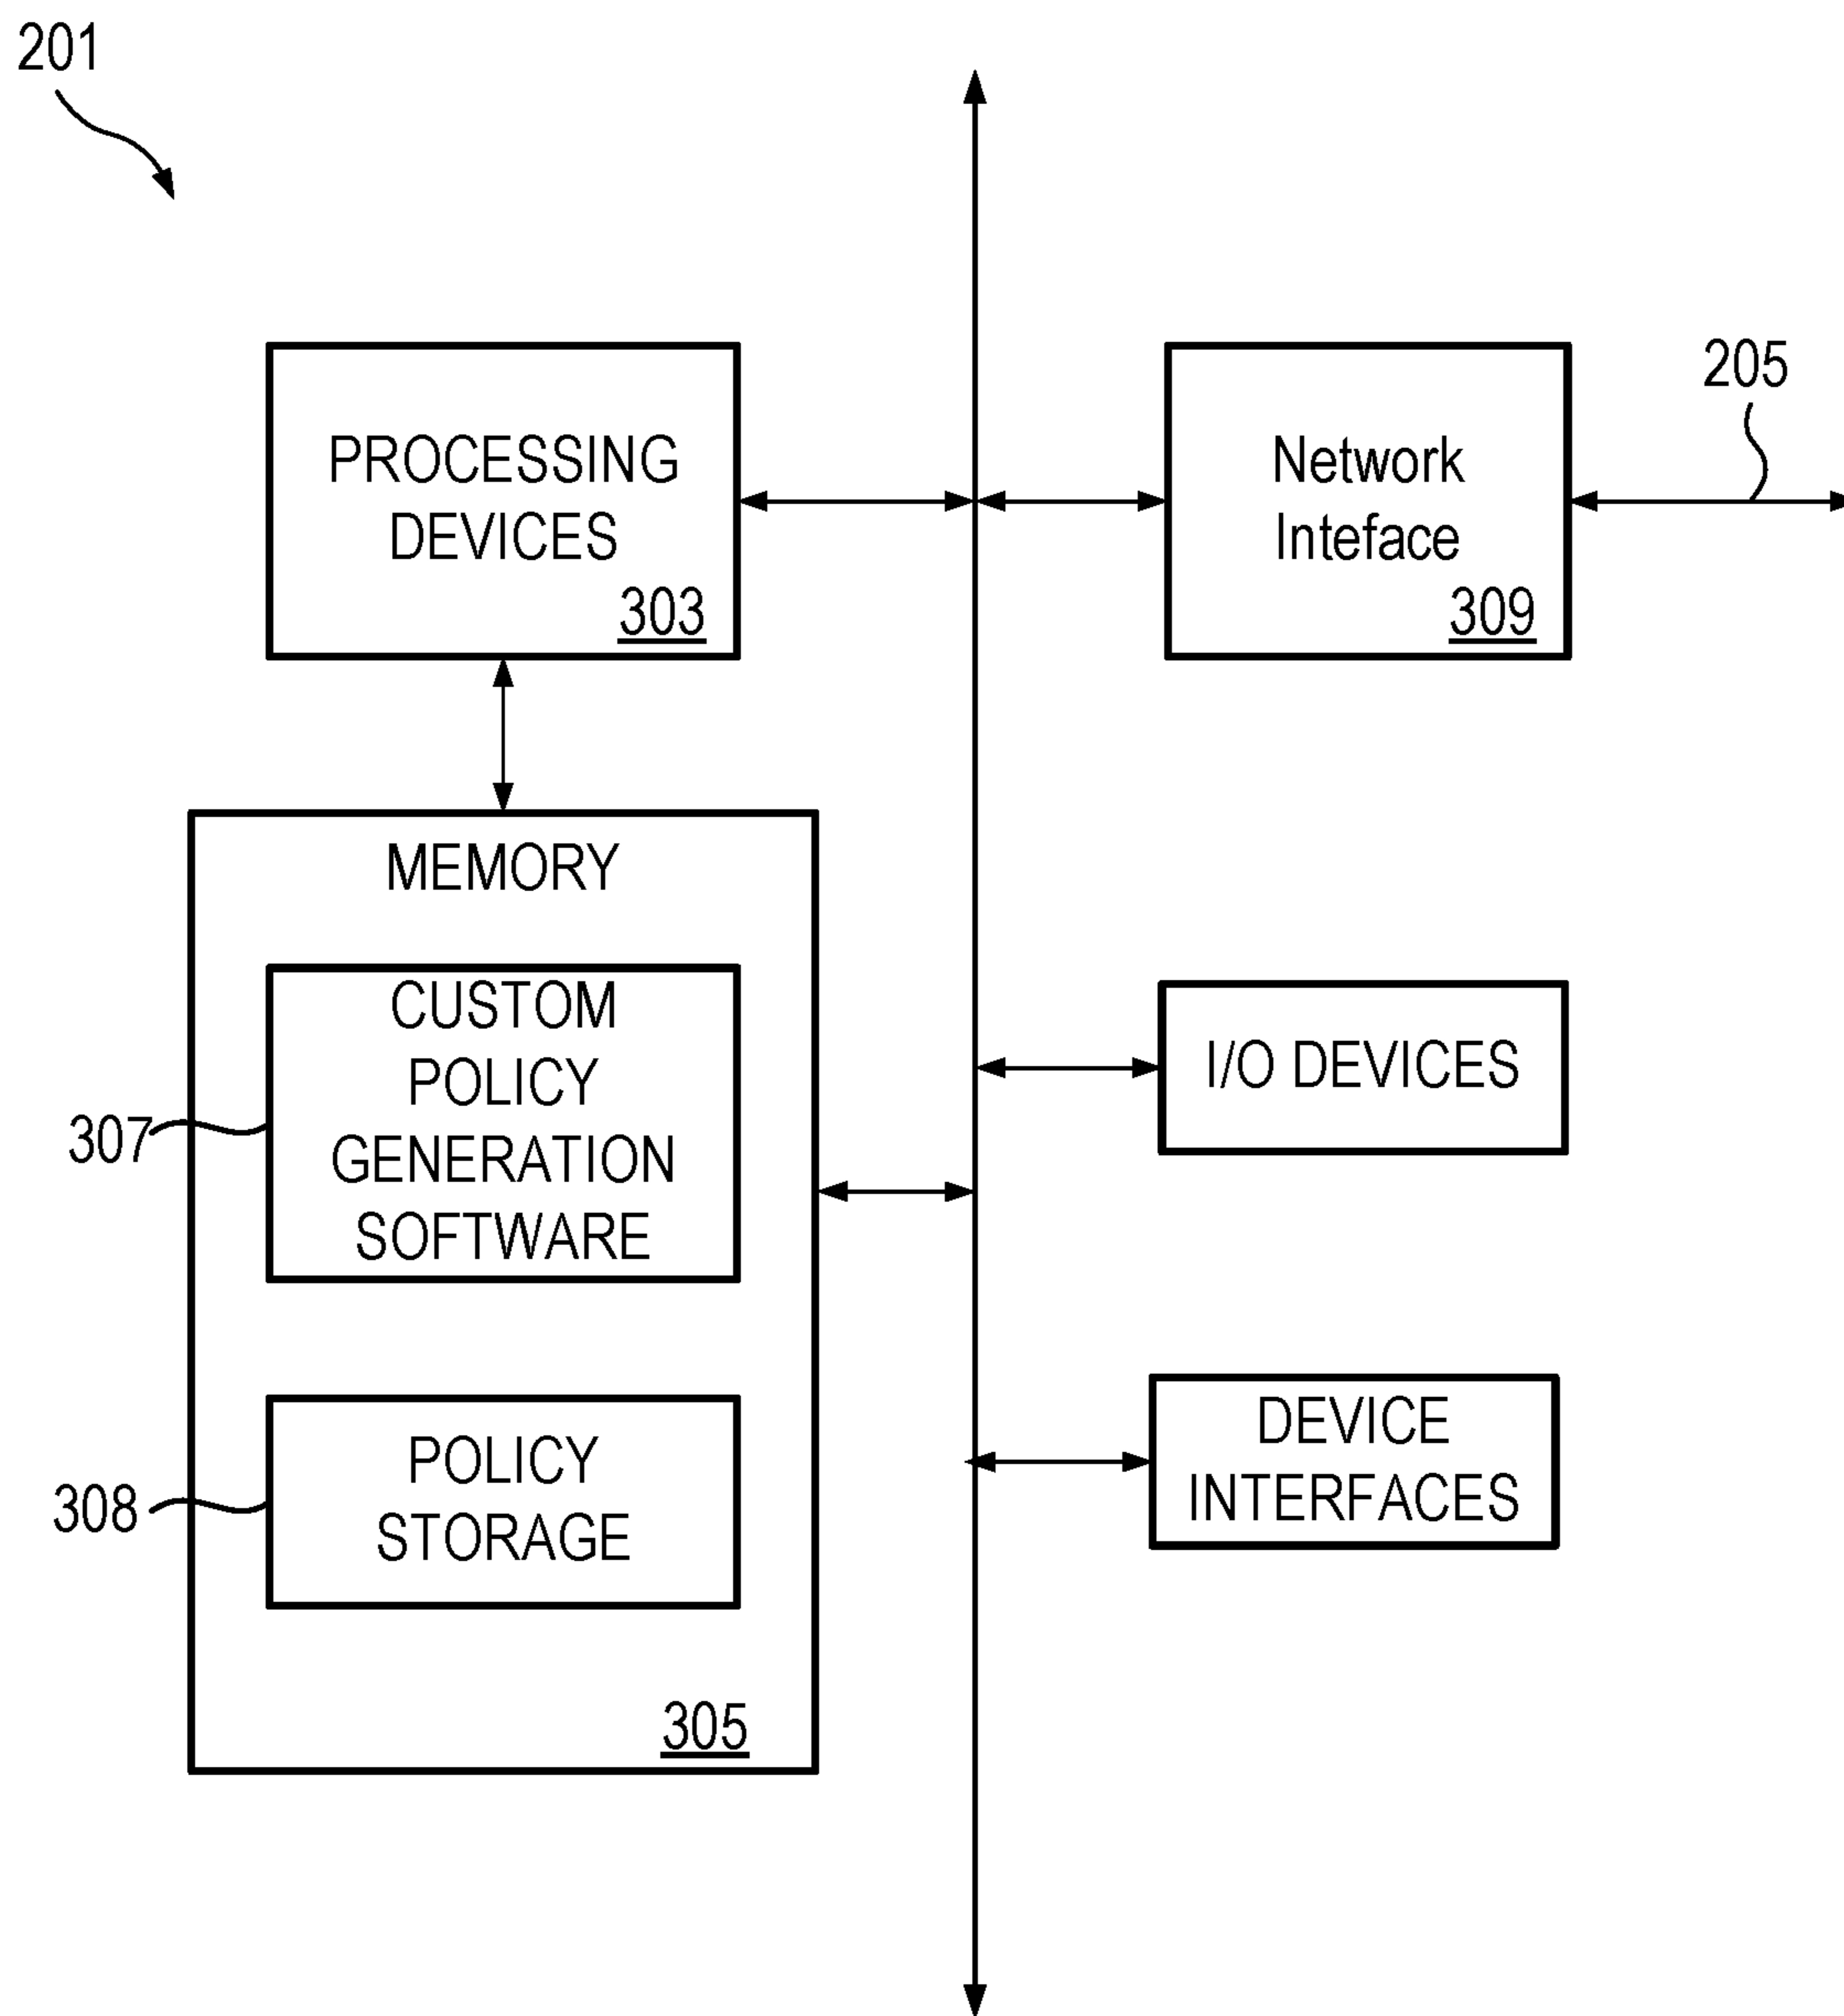 201
PROCESSING
DEVICES
303
Network
Inteface
309
205
MEMORY
CUSTOM
POLICY
GENERATION
SOFTWARE
307
POLICY
STORAGE
308
305
I/O DEVICES
DEVICE
INTERFACES